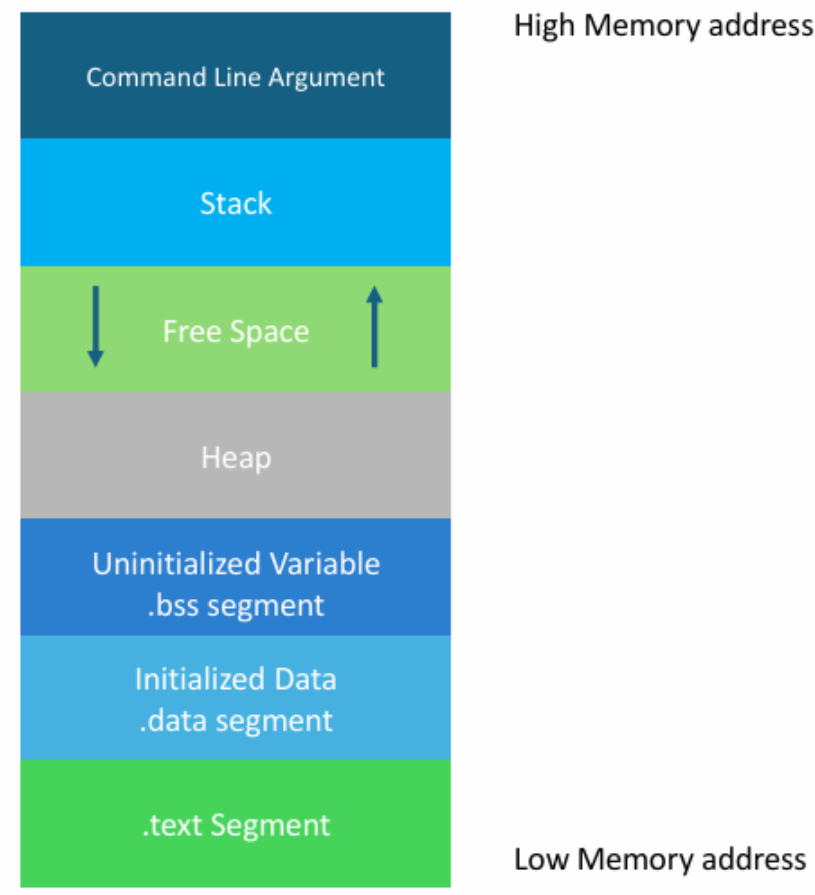 High Memory address
Command Line Argument
Stack
Free Space
Heap
Uninitialized Variable
.bss segment
Initialized Data
.data segment
.text Segment
Low Memory address